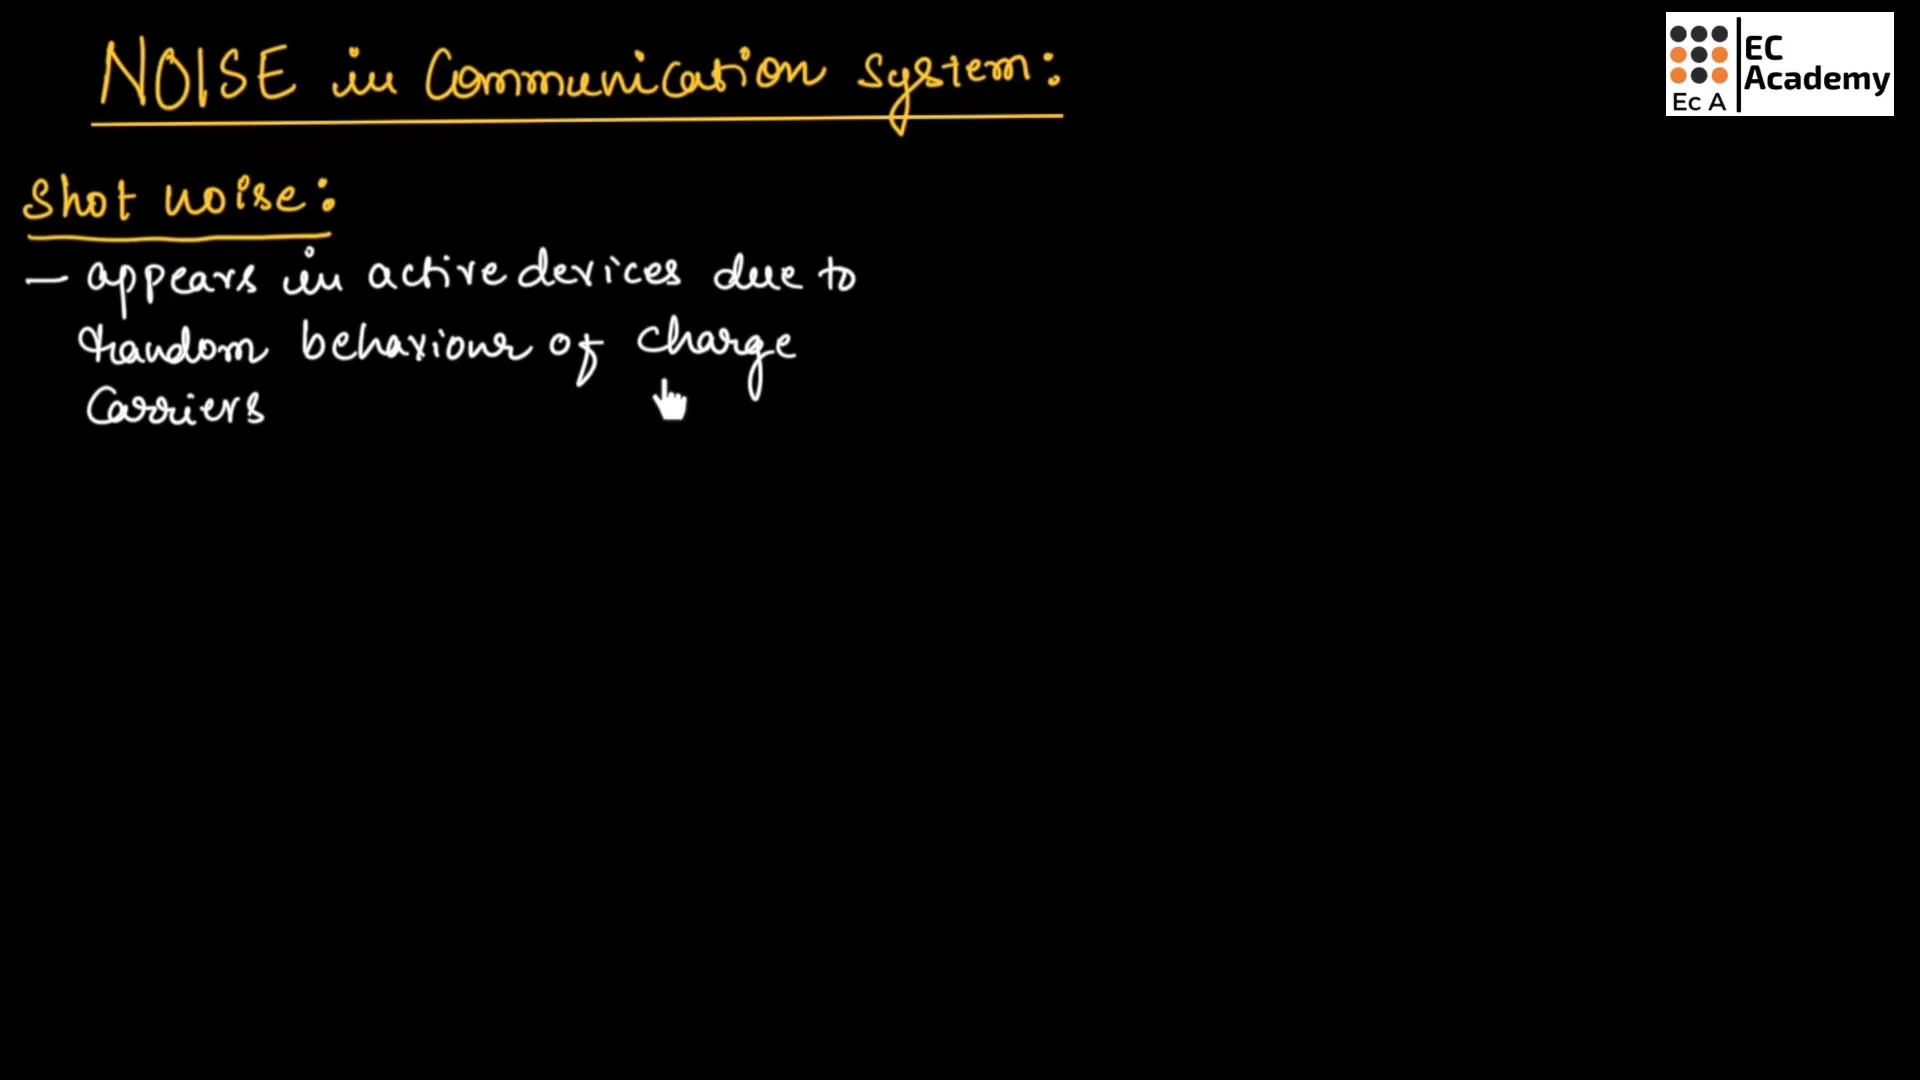 NOISE in Communication System:
EC
Academy
Ec A
Shot noise:
— appears in active devices due to
random behaviour of charge
Carriers